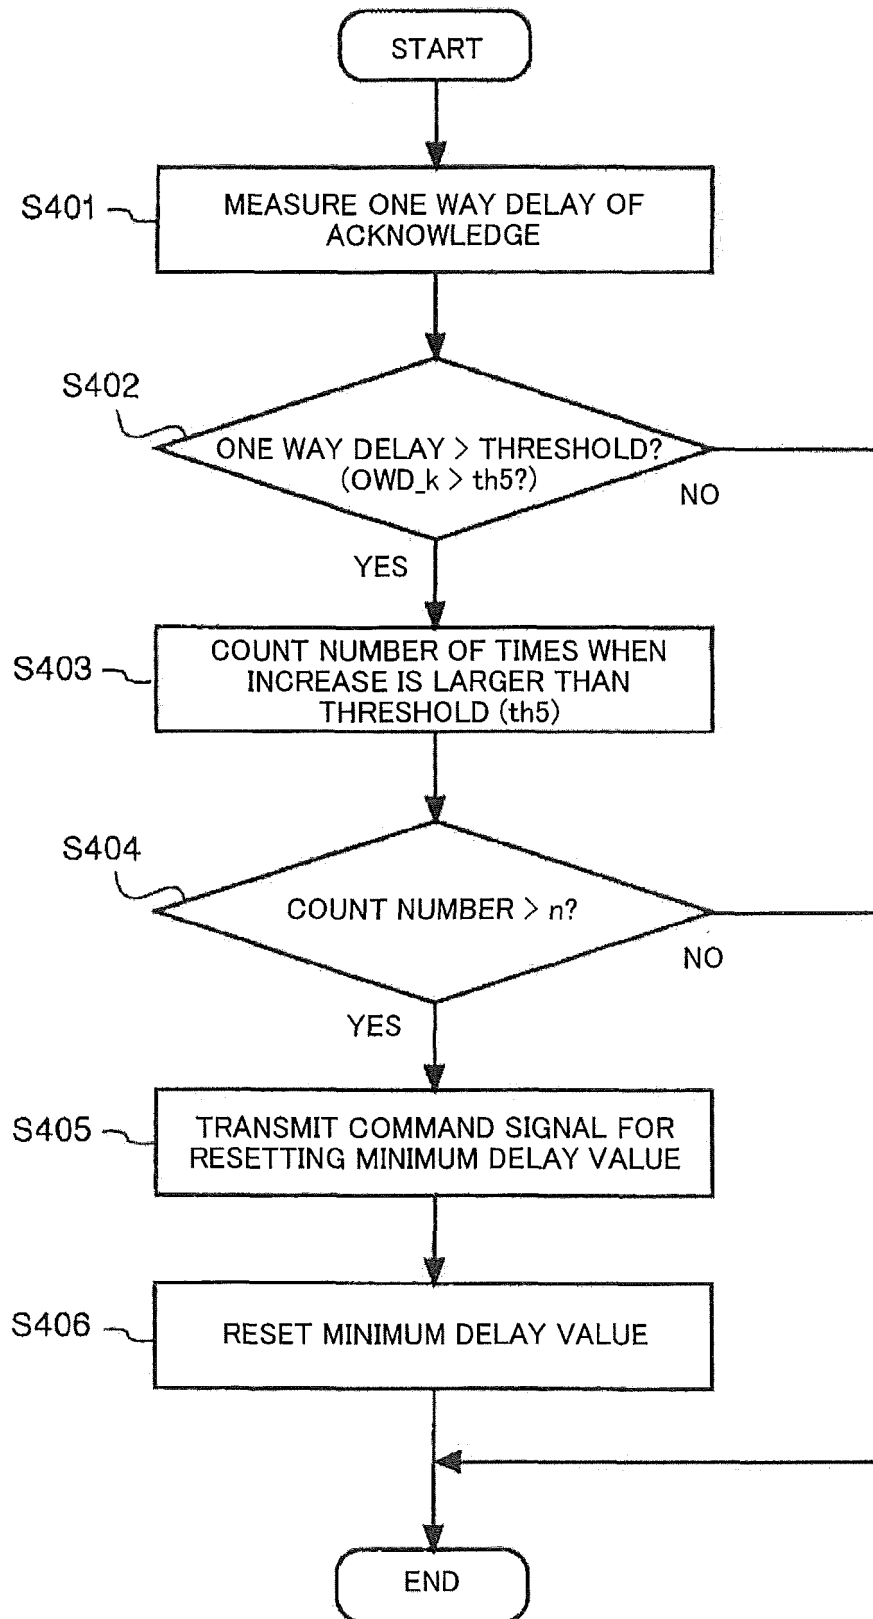 START
S401
MEASURE ONE WAY DELAY OF
ACKNOWLEDGE
S402
ONE WAY DELAY > THRESHOLD?
(OWD_k > th5?)
NO
YES
S403
COUNT NUMBER OF TIMES WHEN
INCREASE IS LARGER THAN
THRESHOLD (th5)
S404
COUNT NUMBER > n?
NO
YES
S405
TRANSMIT COMMAND SIGNAL FOR
RESETTING MINIMUM DELAY VALUE
S406
RESET MINIMUM DELAY VALUE
END